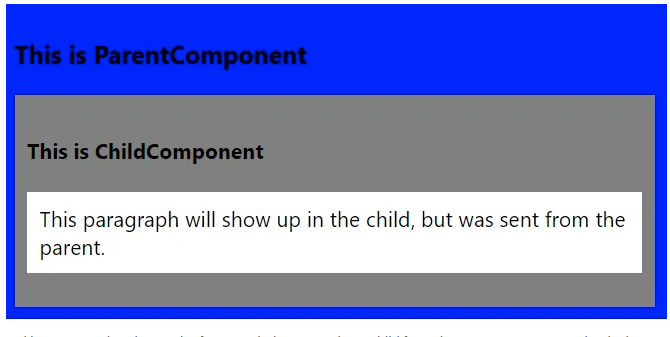 This is ParentComponent
This is ChildComponent
This paragraph will show up in the child, but was sent from the
parent.